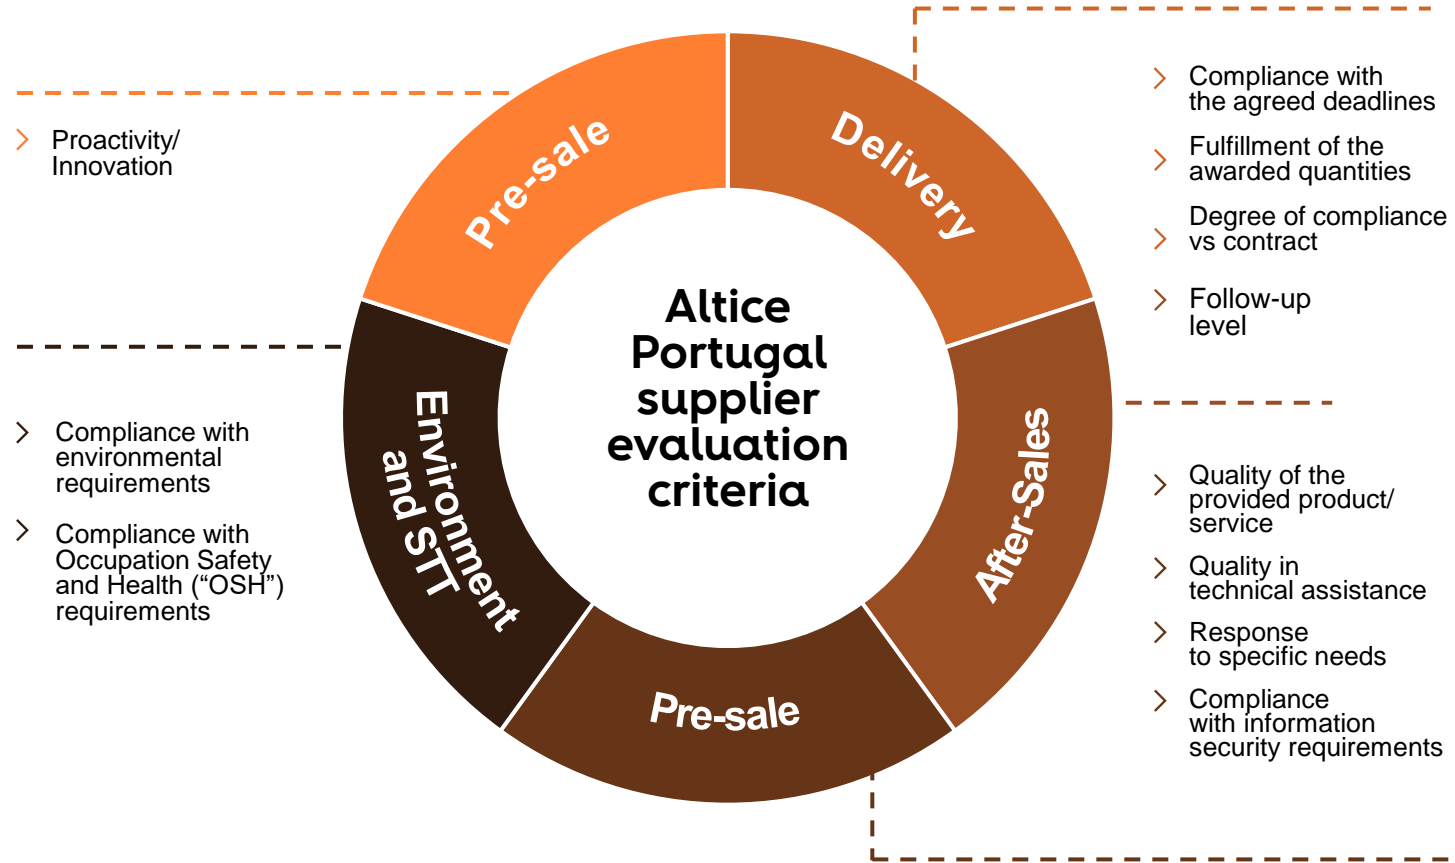 Proactivity/
Innovation
Compliance with
environmental
requirements
Compliance with
Occupation Safety
and Health (“OSH”)
requirements
Pre-sale
Delivery
After-Sales
Pre-sale
Environment
and STT
Altice
Portugal
supplier
evaluation
criteria
Compliance with
the agreed deadlines
Fulfillment of the
awarded quantities
Degree of compliance
vs contract
Follow-up
level
Quality of the
provided product/
service
Quality in
technical assistance
Response
to specific needs
Compliance
with information
security requirements